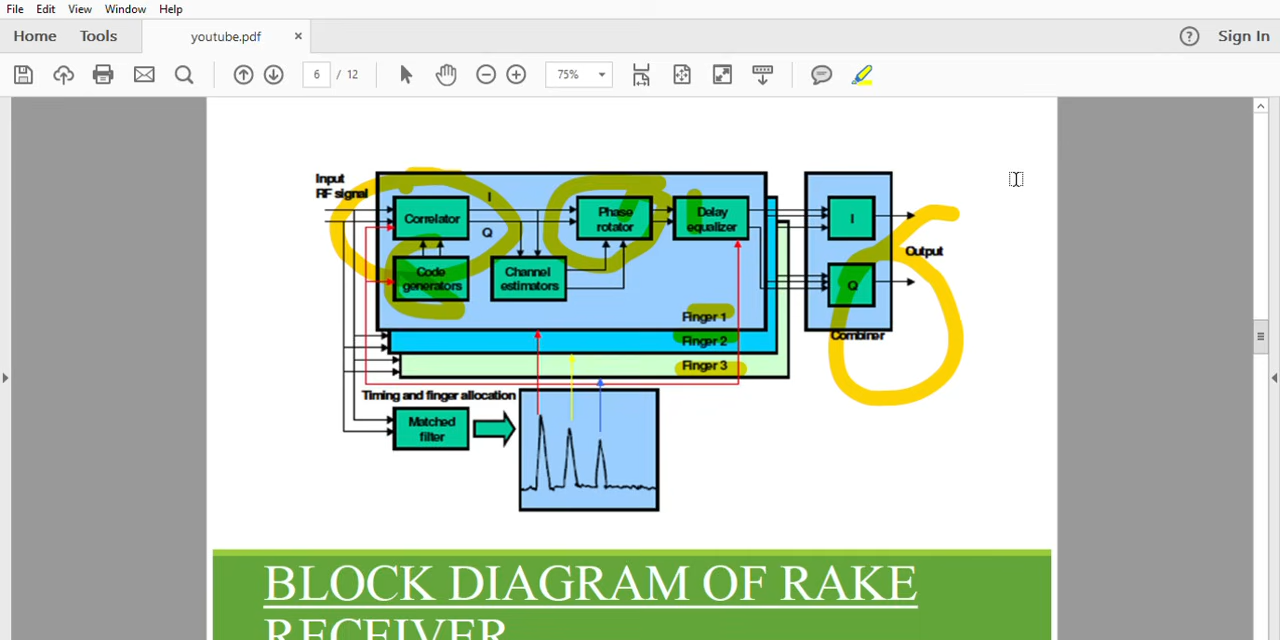 File Edit View Window Help
Home Tools youtube.pdf × ? Sign In
6 / 12 75%
Input
RF signal
Correlator
I
Q
Code
generators
Channel
estimators
Phase
rotator
Delay
equalizer
Finger 1
Finger 2
Finger 3
I
Q
Output
Combiner
Timing and finger allocation
Matched
filter
BLOCK DIAGRAM OF RAKE
RECEIVER